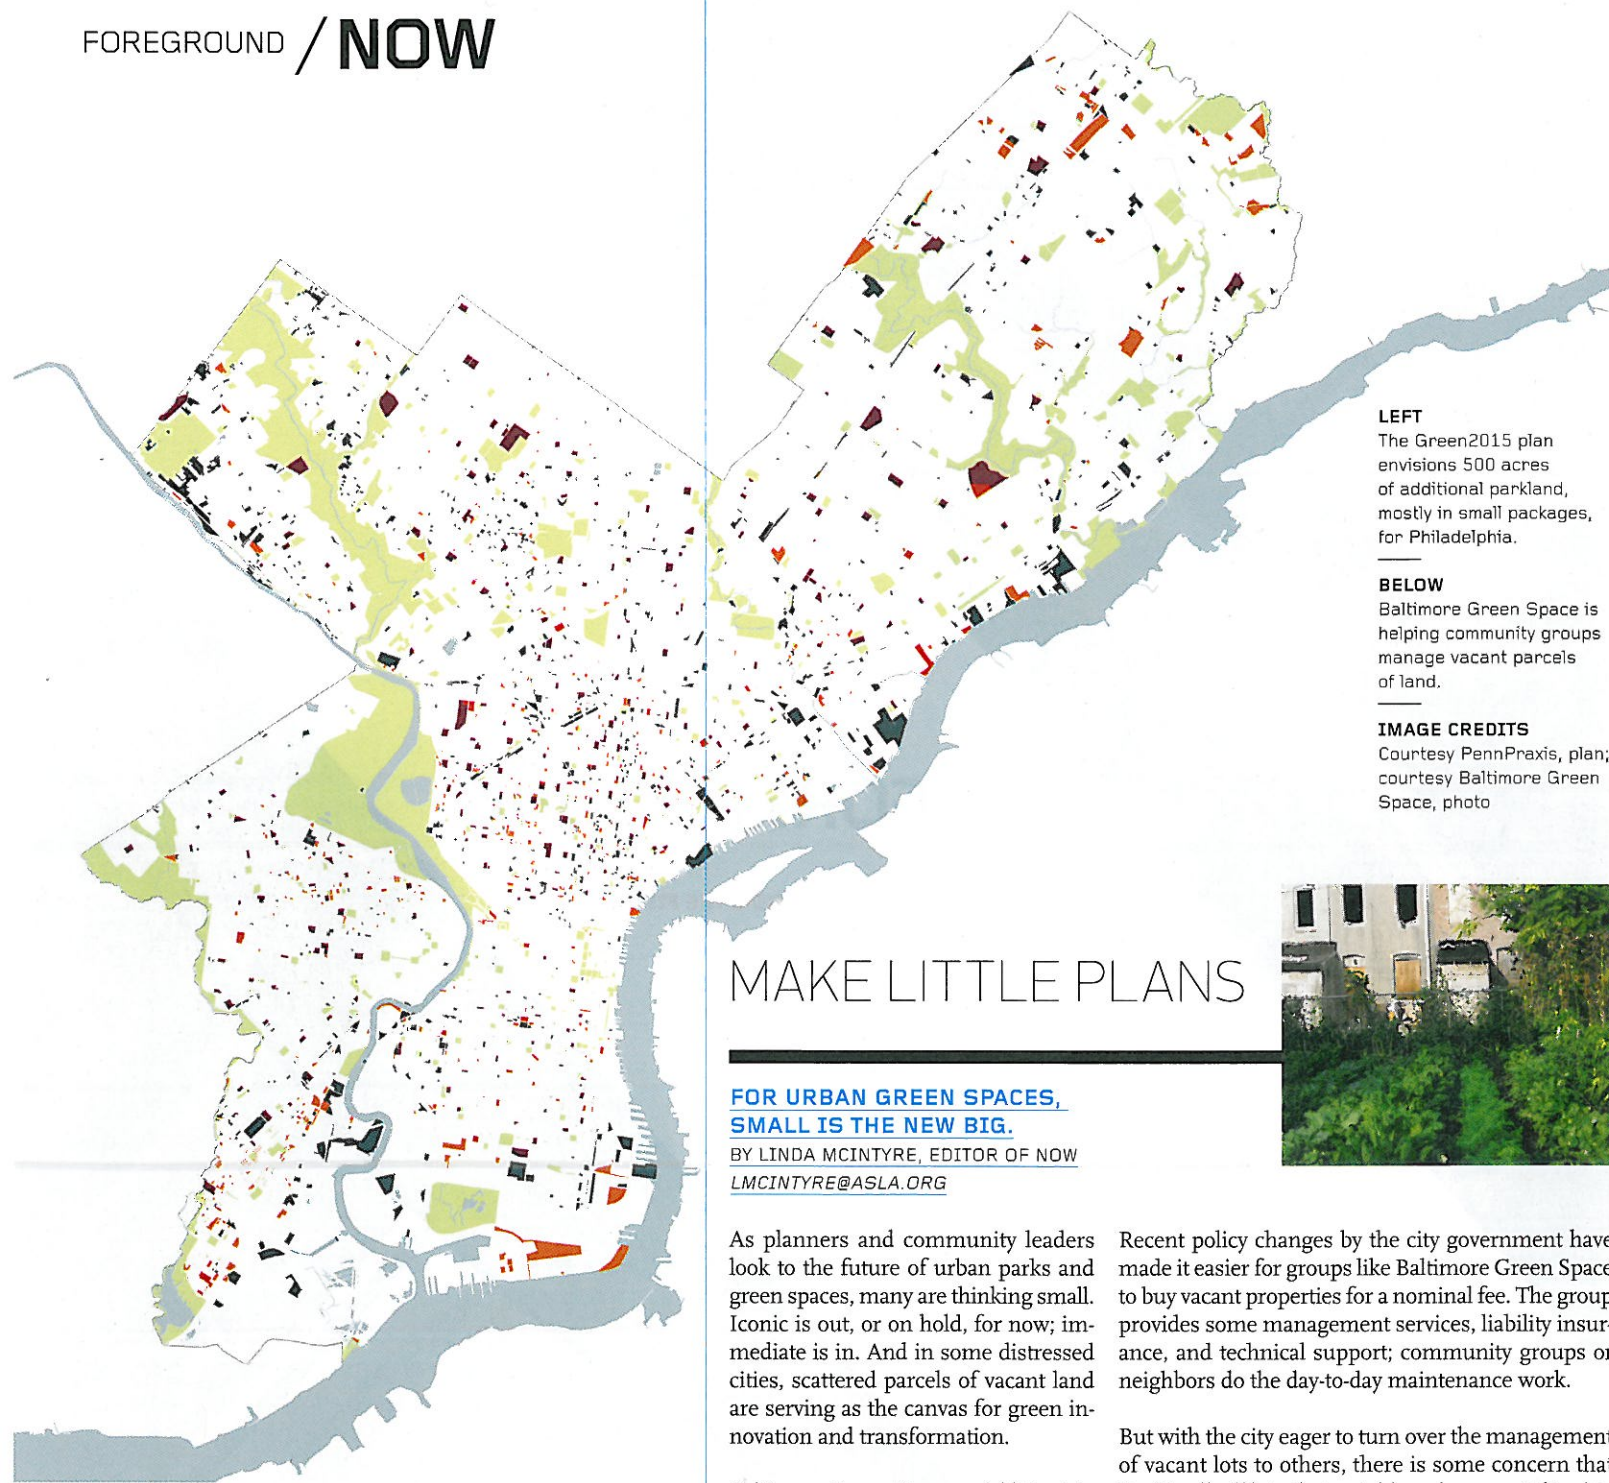 FOREGROUND / NOW
LEFT
The Green2015 plan
envisions 500 acres
of additional parkland,
mostly in small packages,
for Philadelphia.
BELOW
Baltimore Green Space is
helping community groups
manage vacant parcels
of land.
IMAGE CREDITS
Courtesy PennPraxis, plan;
courtesy Baltimore Green
Space, photo
MAKE LITTLE PLANS
FOR URBAN GREEN SPACES,
SMALL IS THE NEW BIG.
BY LINDA MCINTYRE, EDITOR OF NOW
LMCINTYRE@ASLA.ORG
As planners and community leaders
look to the future of urban parks and
green spaces, many are thinking small.
Iconic is out, or on hold, for now; im-
mediate is in. And in some distressed
cities, scattered parcels of vacant land
are serving as the canvas for green in-
novation and transformation.
Recent policy changes by the city government have
made it easier for groups like Baltimore Green Space
to buy vacant properties for a nominal fee. The group
provides some management services, liability insur-
ance, and technical support; community groups or
neighbors do the day-to-day maintenance work.
But with the city eager to turn over the management
of vacant lots to others, there is some concern that